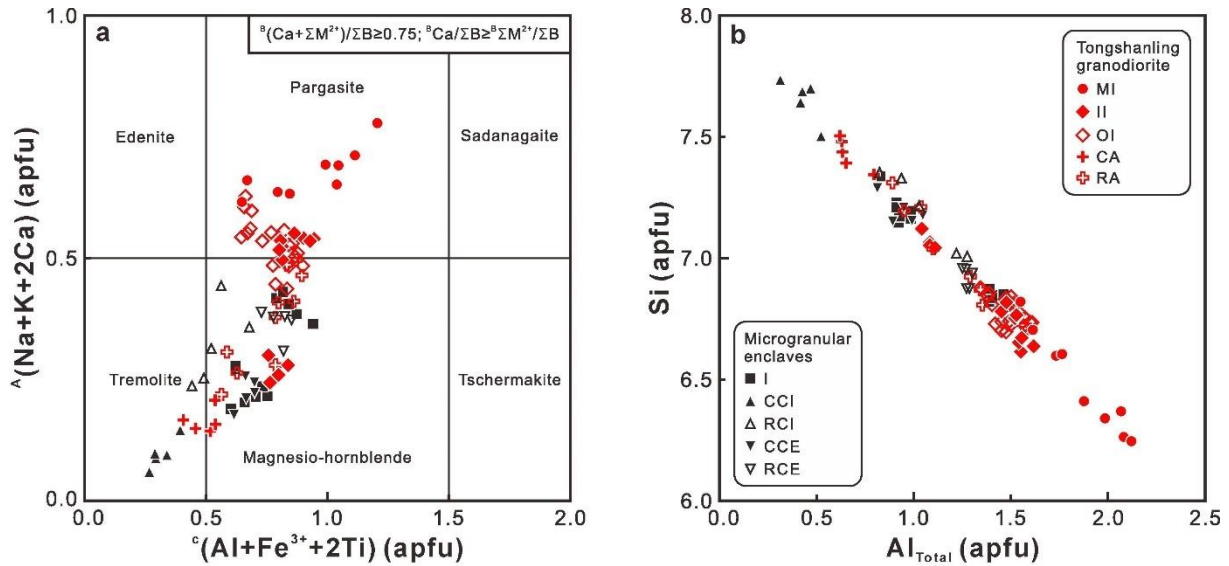 a
ᴮ(Ca+ΣM²⁺)/ΣB≥0.75; ᴮCa/ΣB≥ᴮΣM²⁺/ΣB
Pargasite
Edenite
Sadanagaite
Tremolite
Tschermakite
Magnesio-hornblende
1.0
0.5
0.0
ᴬ(Na+K+2Ca) (apfu)
0.0 0.5 1.0 1.5 2.0
ᶜ(Al+Fe³⁺+2Ti) (apfu)
b
Tongshanling
granodiorite
MI
II
OI
CA
RA
Microgranular
enclaves
I
CCI
RCI
CCE
RCE
8.0
7.5
7.0
6.5
6.0
Si (apfu)
0.0 0.5 1.0 1.5 2.0 2.5
Al_Total (apfu)